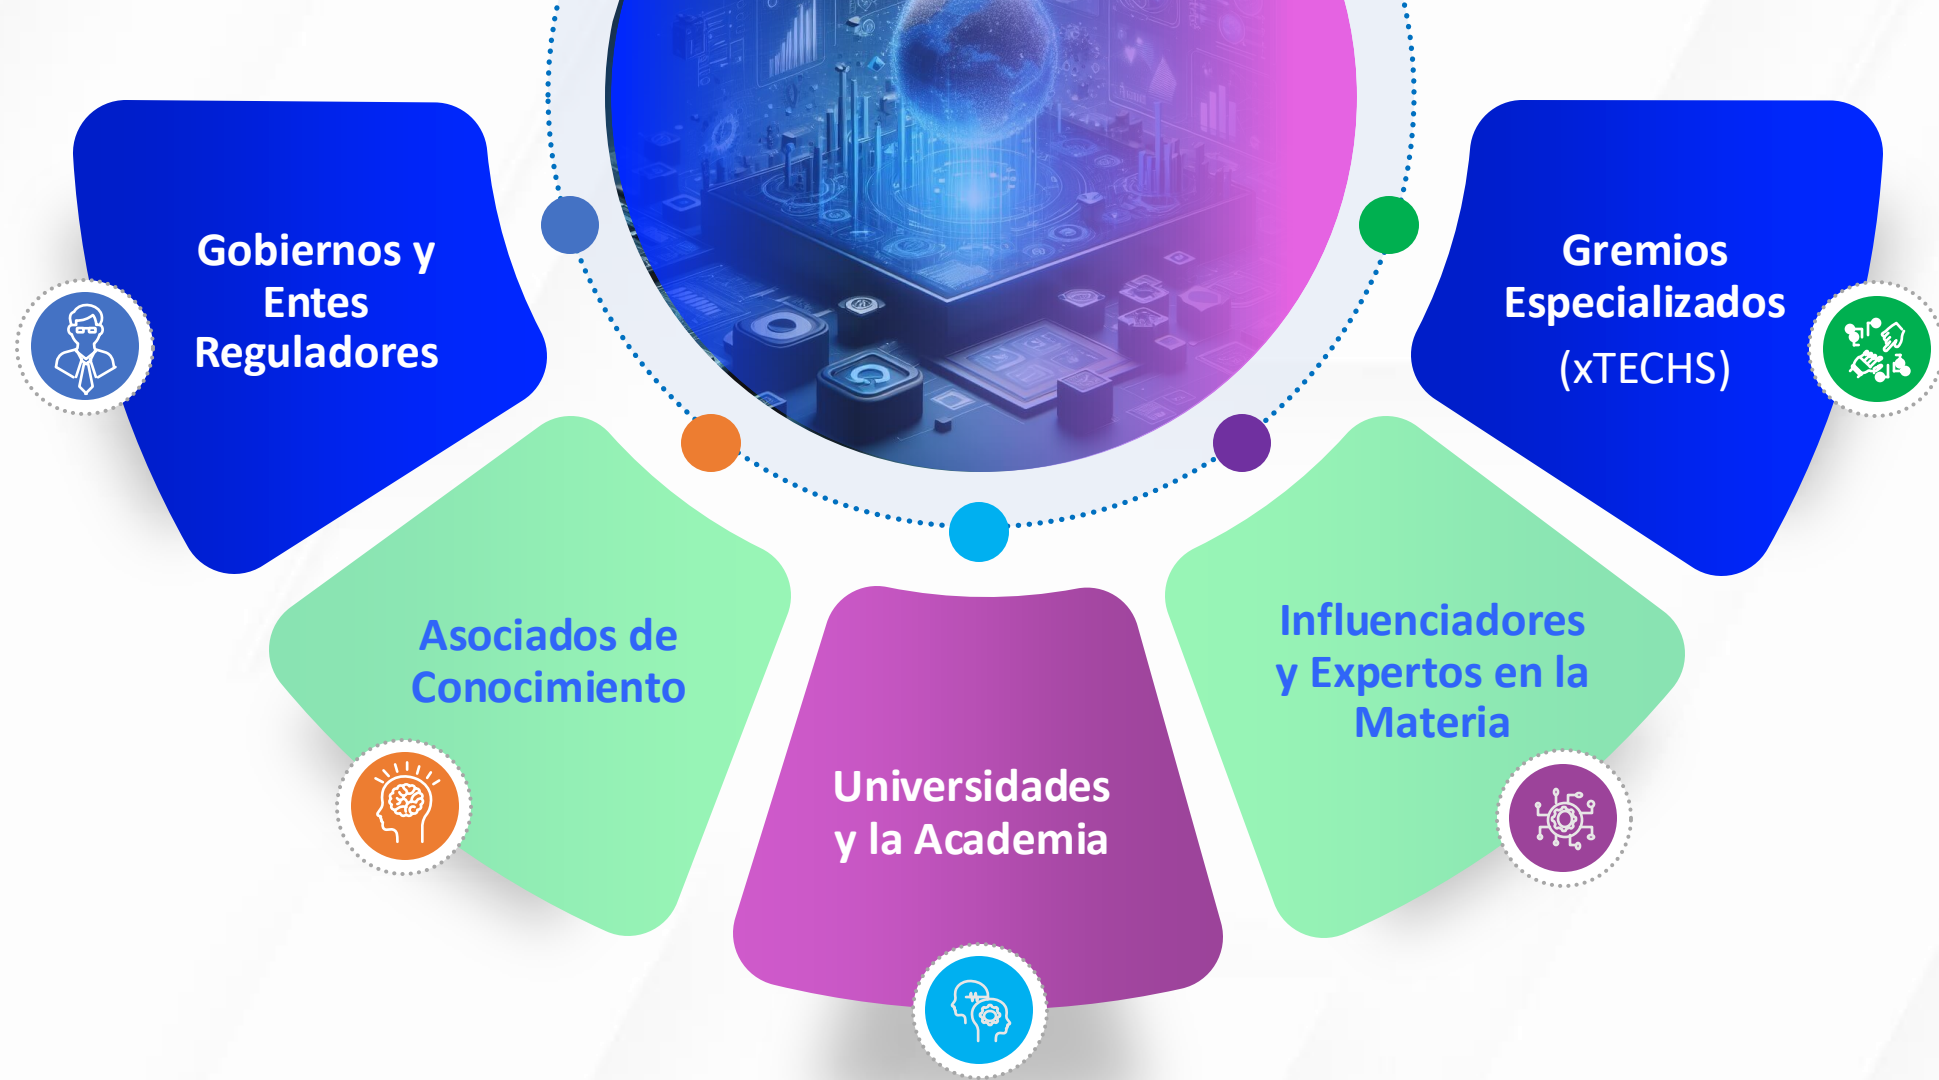 Gobiernos y
Entes
Reguladores
Gremios
Especializados
(xTECHS)
Asociados de
Conocimiento
Influenciadores
y Expertos en la
Materia
Universidades
y la Academia